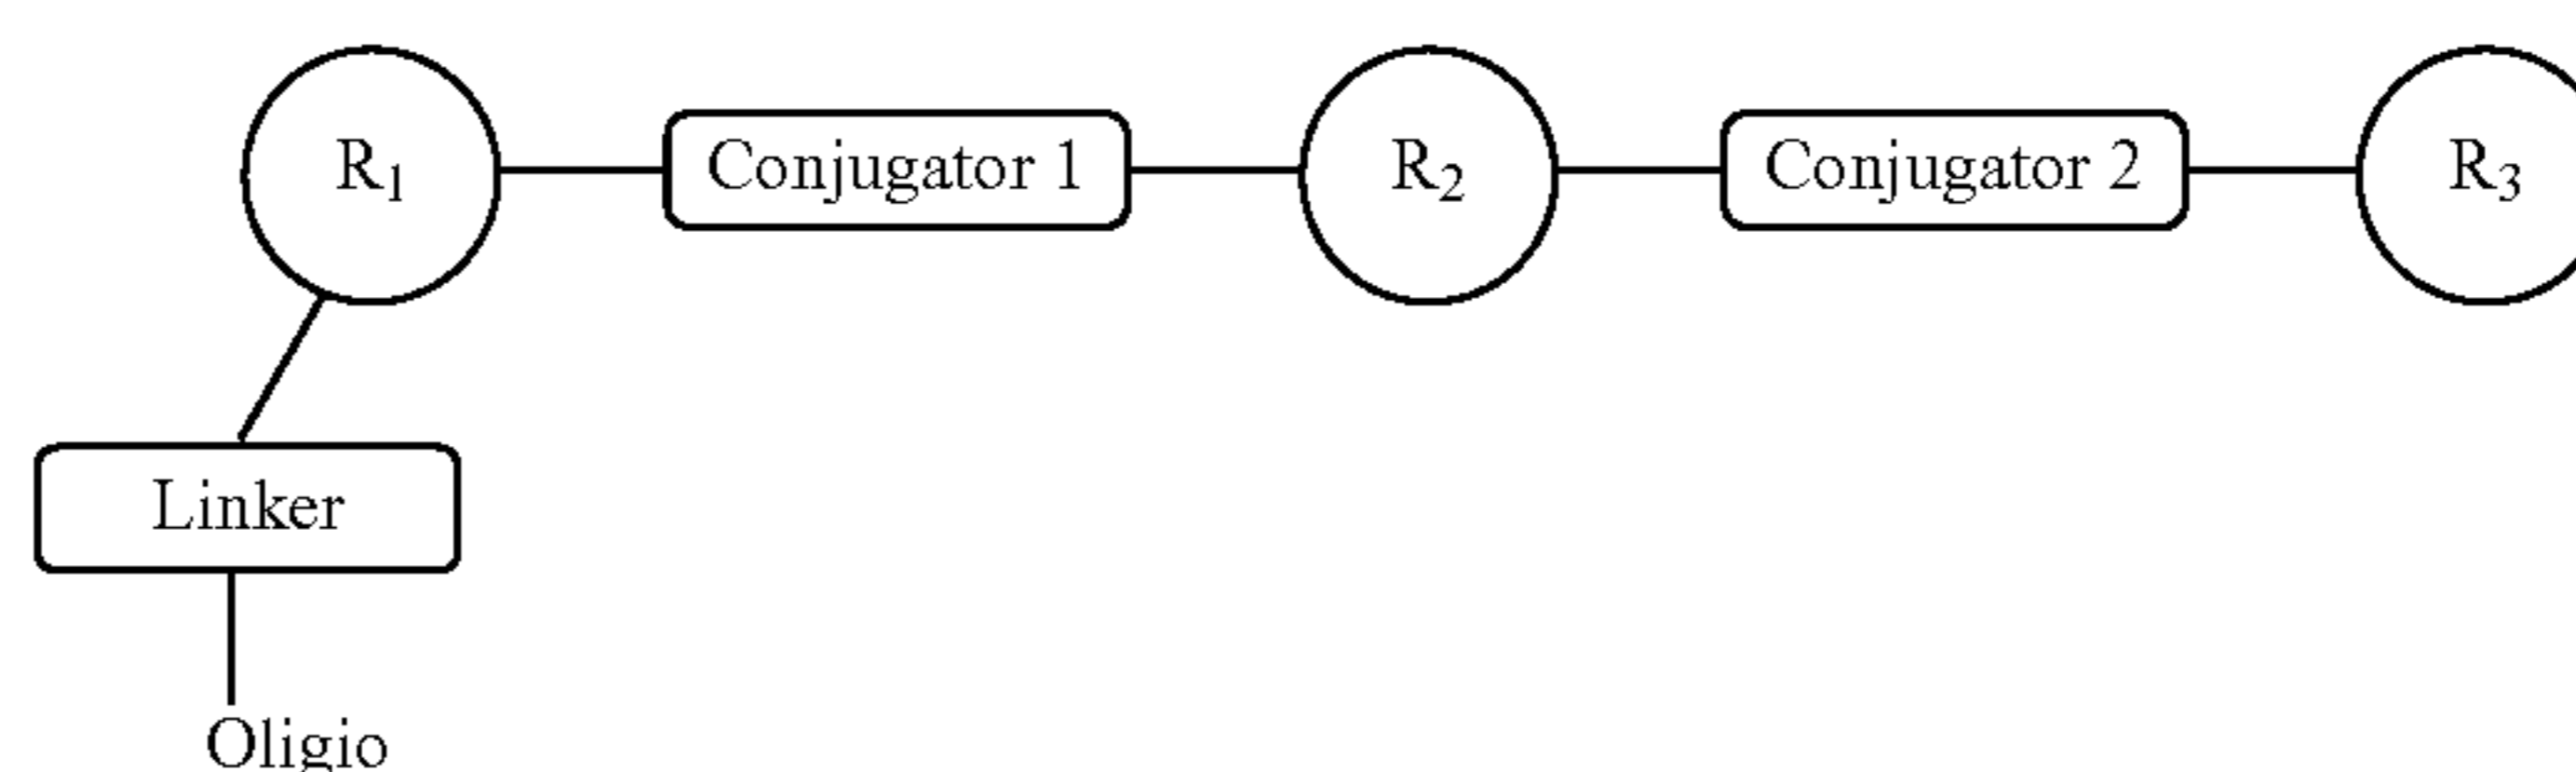 R₁ Conjugator 1 R₂ Conjugator 2 R₃
Linker
Oligio